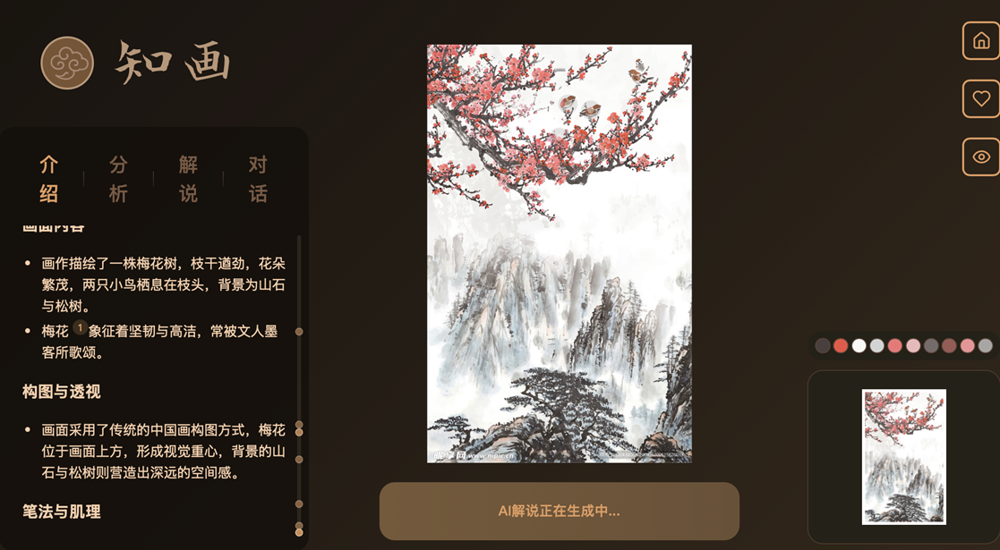 知画
介绍
分析
解说
对话
画面内容
画作描绘了一株梅花树，枝干遒劲，花朵
繁茂，两只小鸟栖息在枝头，背景为山石
与松树。
梅花 1 象征着坚韧与高洁，常被文人墨
客所歌颂。
构图与透视
画面采用了传统的中国画构图方式，梅花
位于画面上方，形成视觉重心，背景的山
石与松树则营造出深远的空间感。
笔法与肌理
www.nipic.cn
AI解说正在生成中...